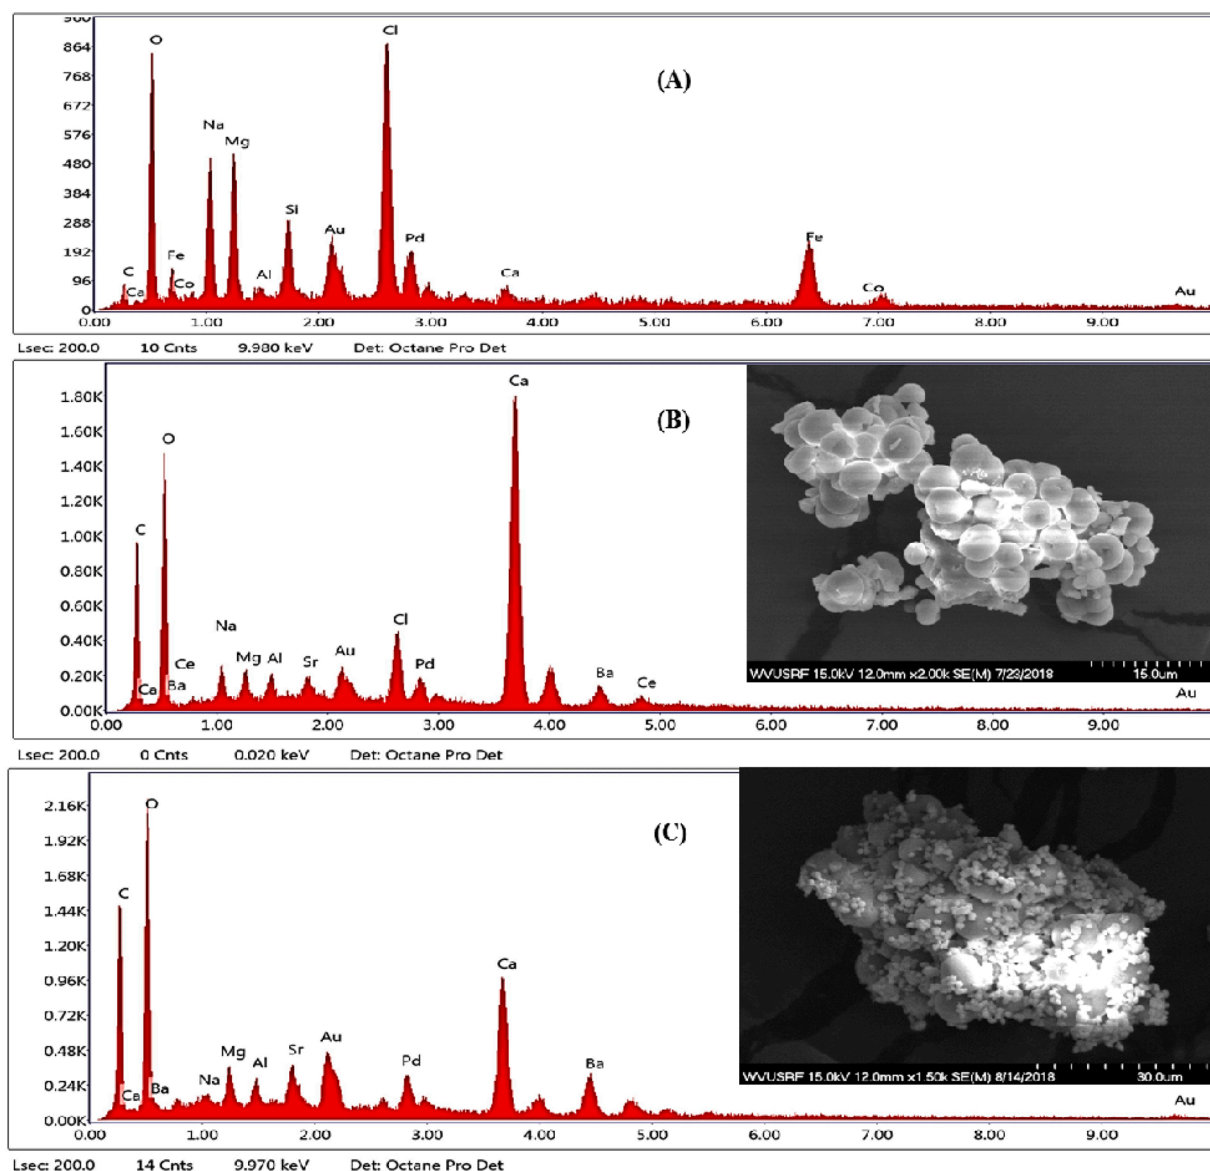 960
864
768
672
576
480
384
288
192
96
0
O
Cl
(A)
Na
Mg
Si
Au
Fe
C
Ca
Co
Al
Pd
Ca
Fe
Co
Au
0.00 1.00 2.00 3.00 4.00 5.00 6.00 7.00 8.00 9.00
Lsec: 200.0 10 Cnts 9.980 keV Det: Octane Pro Det
1.80K
1.60K
1.40K
1.20K
1.00K
0.80K
0.60K
0.40K
0.20K
0.00K
Ca
(B)
O
C
Na
Ce
Mg
Al
Sr
Au
Cl
Pd
Ca
Ba
Ba
Ce
Au
WVUSRF 15.0kV 12.0mm x2.00k SE(M) 7/23/2018 15.0um
0.00 1.00 2.00 3.00 4.00 5.00 6.00 7.00 8.00 9.00
Lsec: 200.0 0 Cnts 0.020 keV Det: Octane Pro Det
2.16K
1.92K
1.68K
1.44K
1.20K
0.96K
0.72K
0.48K
0.24K
0.00K
O
(C)
C
Ca
Mg
Al
Sr
Au
Pd
Ba
Ca
Ba
Na
Au
WVUSRF 15.0kV 12.0mm x1.50k SE(M) 8/14/2018 30.0um
0.00 1.00 2.00 3.00 4.00 5.00 6.00 7.00 8.00 9.00
Lsec: 200.0 14 Cnts 9.970 keV Det: Octane Pro Det